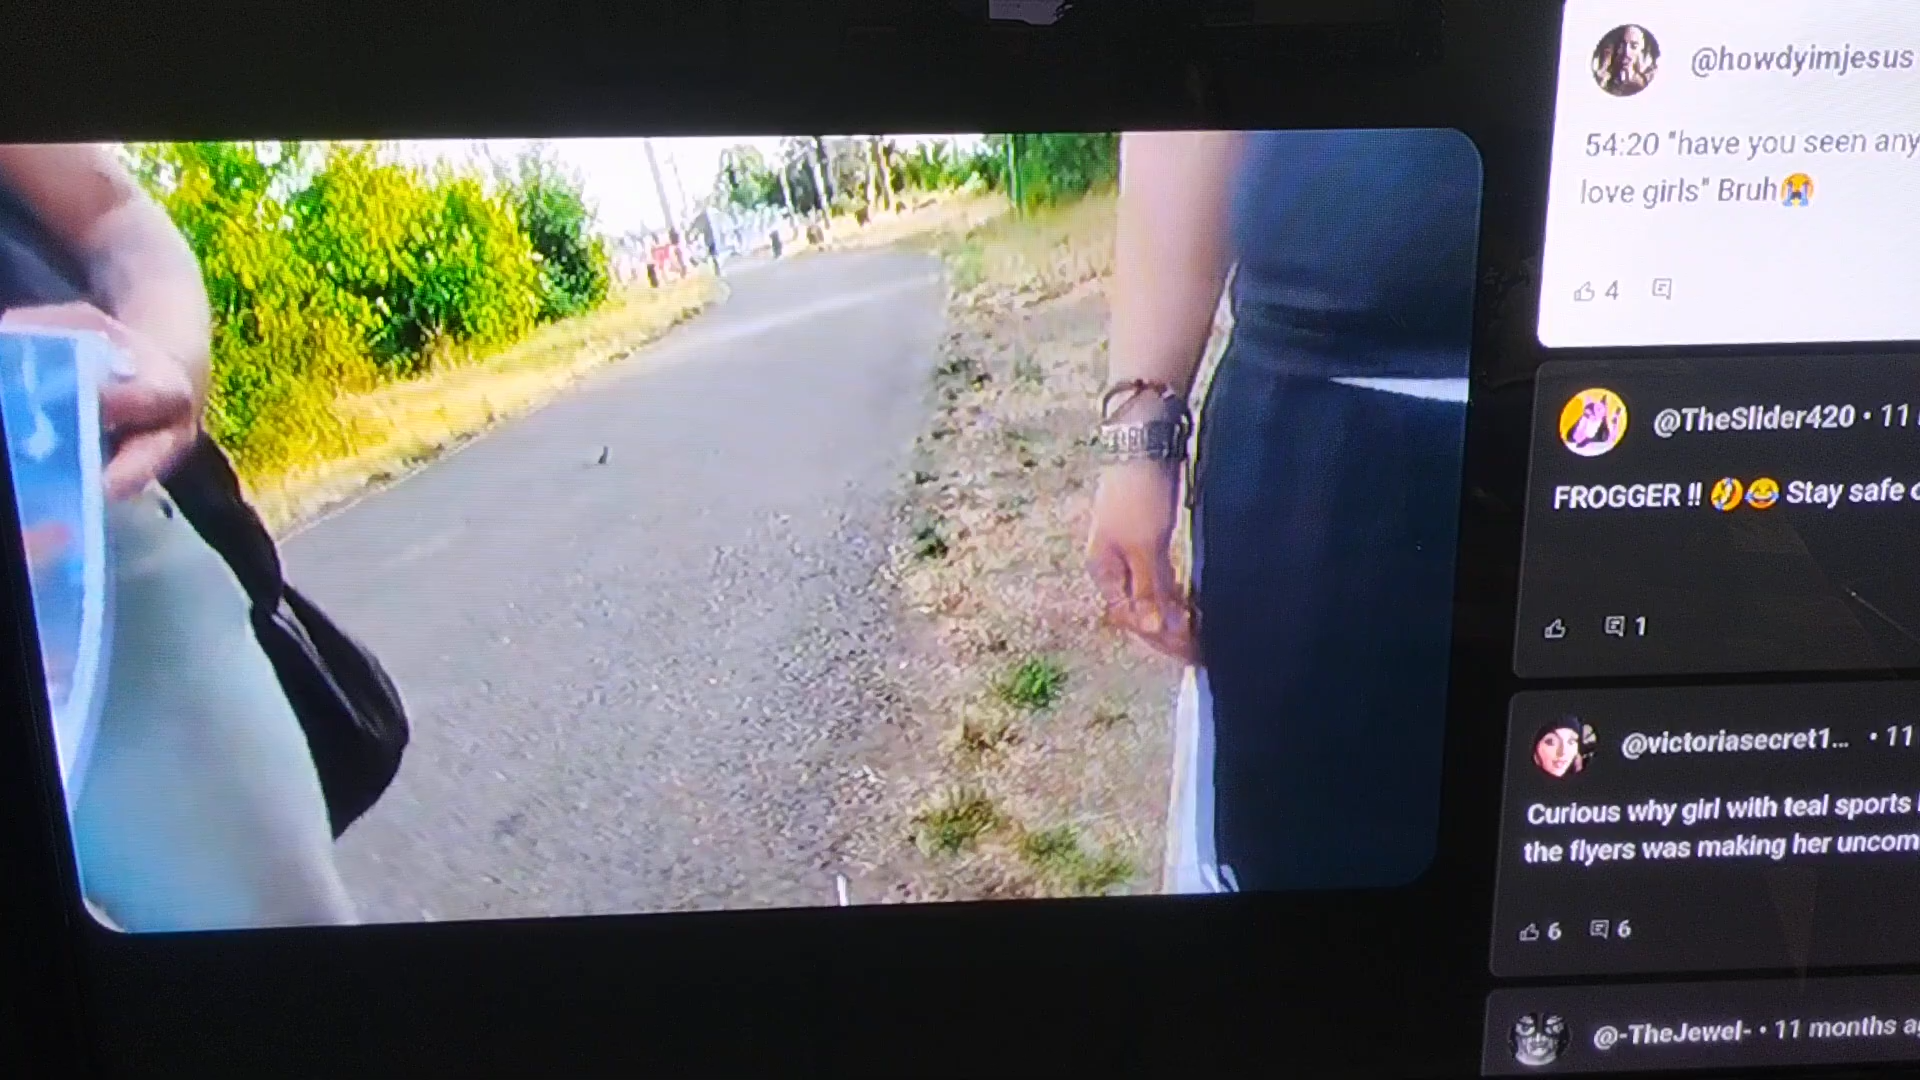 @howdyimjesus
54:20 "have you seen any
love girls" Bruh😭
4
@TheSlider420 • 11
FROGGER !! 🤣😂 Stay safe
1
@victoriasecret1... • 11
Curious why girl with teal sports
the flyers was making her uncom
6 6
@-TheJewel- • 11 months a